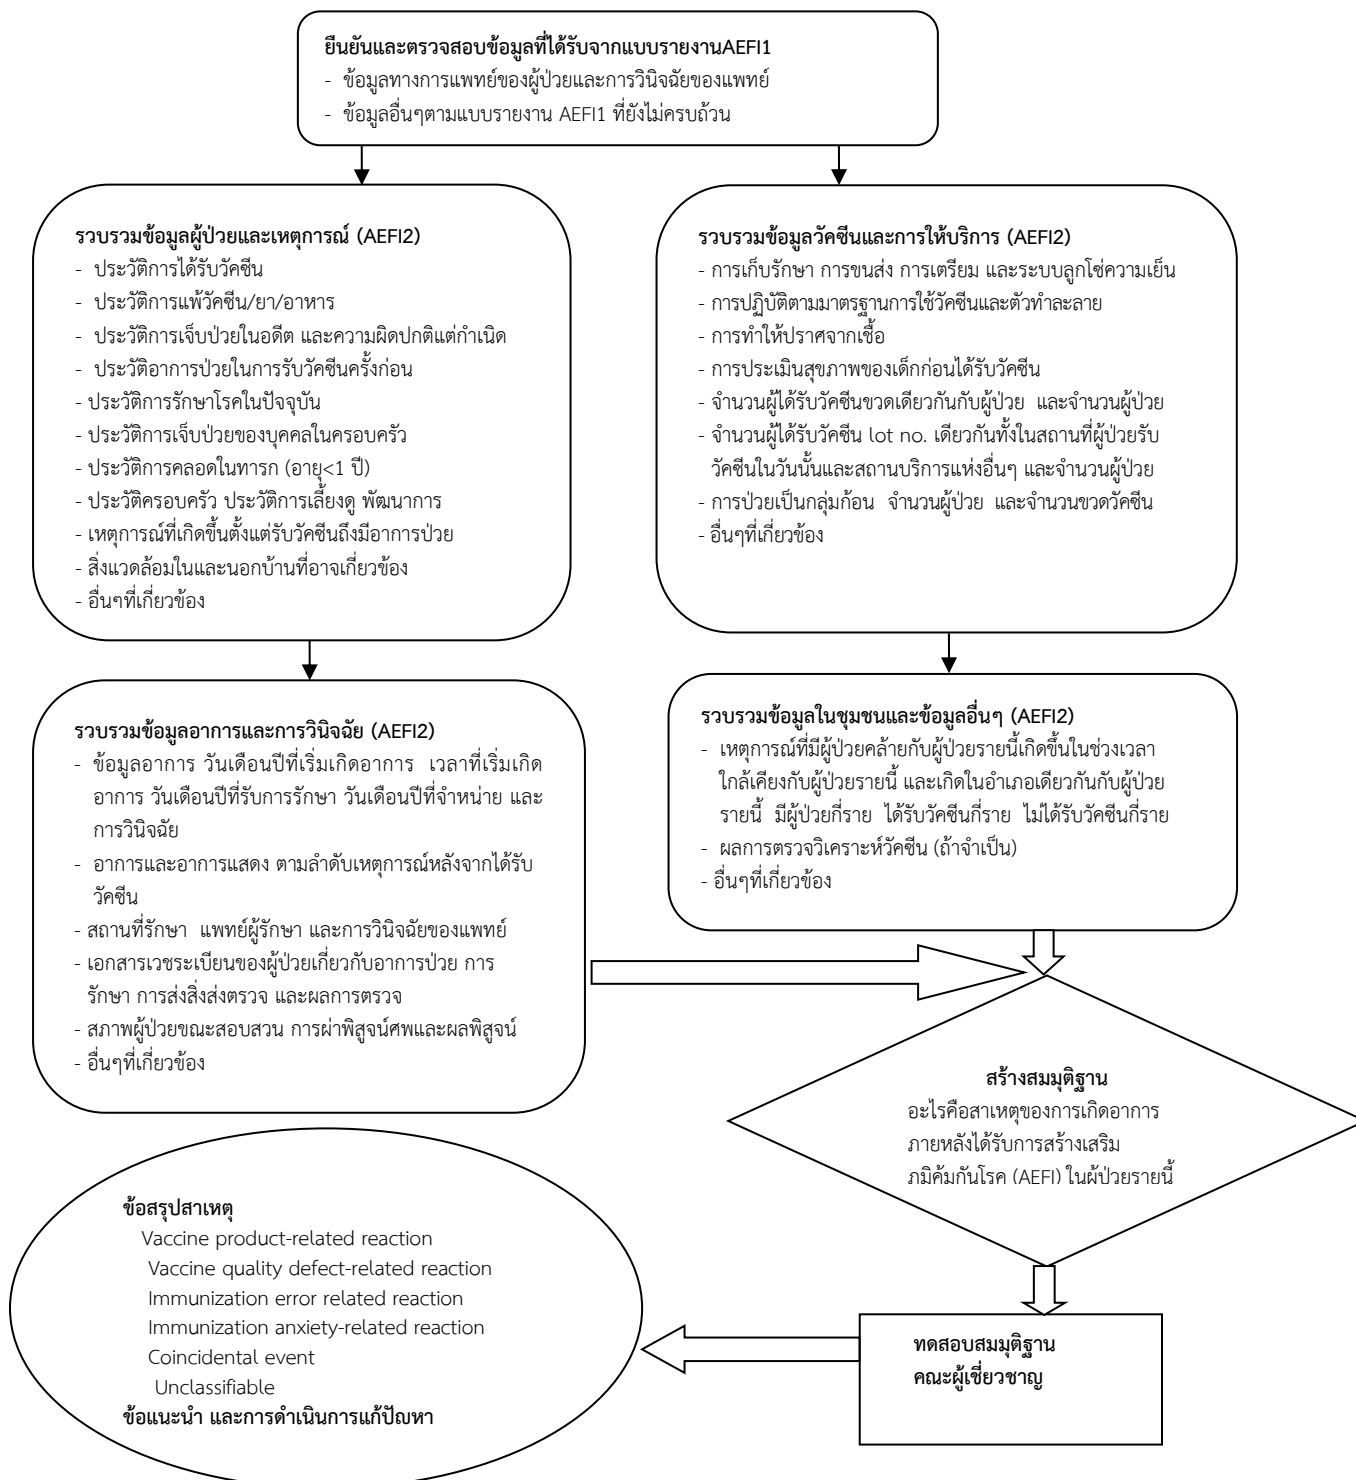 ยืนยันและตรวจสอบข้อมูลที่ได้รับจากแบบรายงานAEFI1
- ข้อมูลทางการแพทย์ของผู้ป่วยและการวินิจฉัยของแพทย์
- ข้อมูลอื่นๆตามแบบรายงาน AEFI1 ที่ยังไม่ครบถ้วน
รวบรวมข้อมูลผู้ป่วยและเหตุการณ์ (AEFI2)
- ประวัติการได้รับวัคซีน
- ประวัติการแพ้วัคซีน/ยา/อาหาร
- ประวัติการเจ็บป่วยในอดีต และความผิดปกติแต่กำเนิด
- ประวัติอาการป่วยในการรับวัคซีนครั้งก่อน
- ประวัติการรักษาโรคในปัจจุบัน
- ประวัติการเจ็บป่วยของบุคคลในครอบครัว
- ประวัติการคลอดในทารก (อายุ<1 ปี)
- ประวัติครอบครัว ประวัติการเลี้ยงดู พัฒนาการ
- เหตุการณ์ที่เกิดขึ้นตั้งแต่รับวัคซีนถึงมีอาการป่วย
- สิ่งแวดล้อมในและนอกบ้านที่อาจเกี่ยวข้อง
- อื่นๆที่เกี่ยวข้อง
รวบรวมข้อมูลวัคซีนและการให้บริการ (AEFI2)
- การเก็บรักษา การขนส่ง การเตรียม และระบบลูกโซ่ความเย็น
- การปฏิบัติตามมาตรฐานการใช้วัคซีนและตัวทำละลาย
- การทำให้ปราศจากเชื้อ
- การประเมินสุขภาพของเด็กก่อนได้รับวัคซีน
- จำนวนผู้ได้รับวัคซีนขวดเดียวกันกับผู้ป่วย และจำนวนผู้ป่วย
- จำนวนผู้ได้รับวัคซีน lot no. เดียวกันทั้งในสถานที่ผู้ป่วยรับ
วัคซีนในวันนั้นและสถานบริการแห่งอื่นๆ และจำนวนผู้ป่วย
- การป่วยเป็นกลุ่มก้อน จำนวนผู้ป่วย และจำนวนขวดวัคซีน
- อื่นๆที่เกี่ยวข้อง
รวบรวมข้อมูลอาการและการวินิจฉัย (AEFI2)
- ข้อมูลอาการ วันเดือนปีที่เริ่มเกิดอาการ เวลาที่เริ่มเกิด
อาการ วันเดือนปีที่รับการรักษา วันเดือนปีที่จำหน่าย และ
การวินิจฉัย
- อาการและอาการแสดง ตามลำดับเหตุการณ์หลังจากได้รับ
วัคซีน
- สถานที่รักษา แพทย์ผู้รักษา และการวินิจฉัยของแพทย์
- เอกสารเวชระเบียนของผู้ป่วยเกี่ยวกับอาการป่วย การ
รักษา การส่งสิ่งส่งตรวจ และผลการตรวจ
- สภาพผู้ป่วยขณะสอบสวน การผ่าพิสูจน์ศพและผลพิสูจน์
- อื่นๆที่เกี่ยวข้อง
รวบรวมข้อมูลในชุมชนและข้อมูลอื่นๆ (AEFI2)
- เหตุการณ์ที่มีผู้ป่วยคล้ายกับผู้ป่วยรายนี้เกิดขึ้นในช่วงเวลา
ใกล้เคียงกับผู้ป่วยรายนี้ และเกิดในอำเภอเดียวกันกับผู้ป่วย
รายนี้ มีผู้ป่วยกี่ราย ได้รับวัคซีนกี่ราย ไม่ได้รับวัคซีนกี่ราย
- ผลการตรวจวิเคราะห์วัคซีน (ถ้าจำเป็น)
- อื่นๆที่เกี่ยวข้อง
สร้างสมมุติฐาน
อะไรคือสาเหตุของการเกิดอาการ
ภายหลังได้รับการสร้างเสริม
ภูมิคุ้มกันโรค (AEFI) ในผู้ป่วยรายนี้
ทดสอบสมมุติฐาน
คณะผู้เชี่ยวชาญ
ข้อสรุปสาเหตุ
Vaccine product-related reaction
Vaccine quality defect-related reaction
Immunization error related reaction
Immunization anxiety-related reaction
Coincidental event
Unclassifiable
ข้อแนะนำ และการดำเนินการแก้ปัญหา